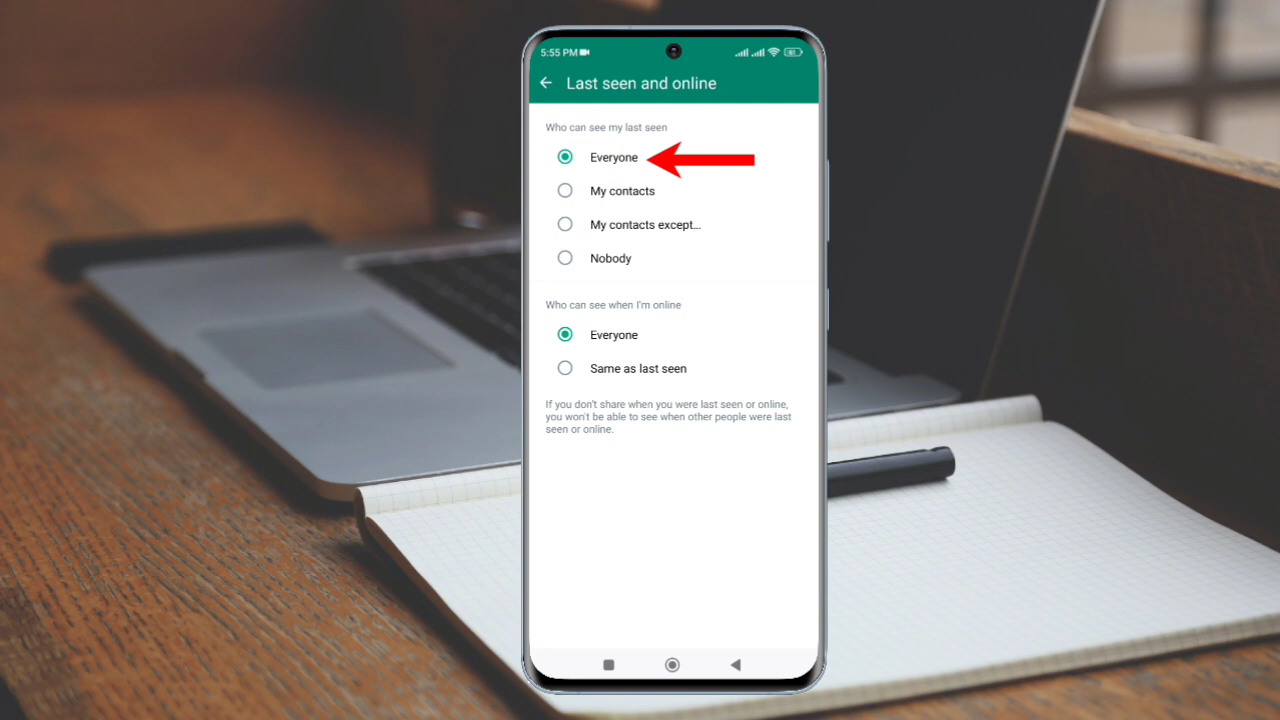 5:55 PM
Last seen and online
Who can see my last seen
Everyone
My contacts
My contacts except...
Nobody
Who can see when I'm online
Everyone
Same as last seen
If you don't share when you were last seen or online,
you won't be able to see when other people were last
seen or online.